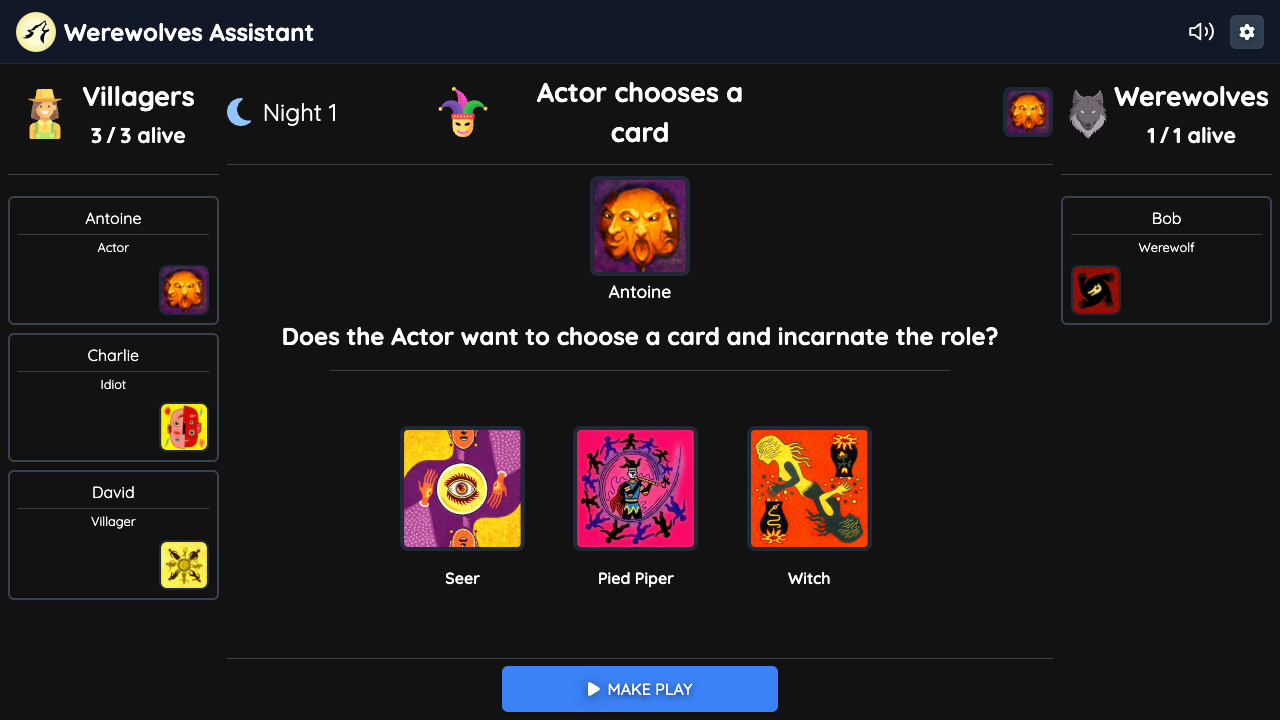 Werewolves Assistant
Villagers
3 / 3 alive
Antoine
Actor
Charlie
Idiot
David
Villager
Night 1
Actor chooses a
card
Antoine
Does the Actor want to choose a card and incarnate the role?
Seer
Pied Piper
Witch
MAKE PLAY
Werewolves
1 / 1 alive
Bob
Werewolf